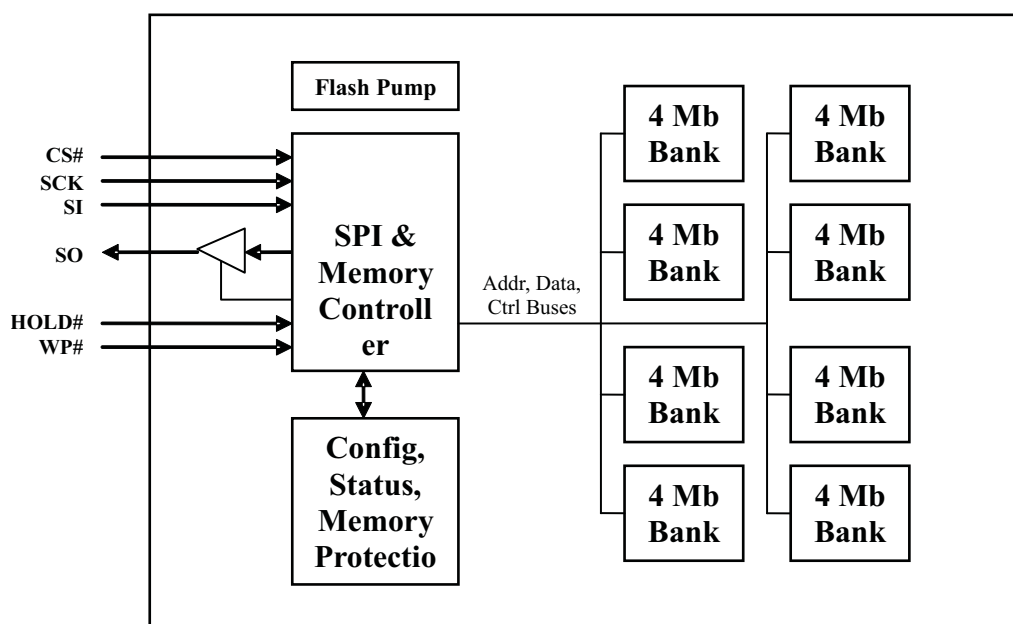 Flash Pump
CS#
SCK
SI
SO
HOLD#
WP#
SPI &
Memory
Controll
er
Config,
Status,
Memory
Protectio
Addr, Data,
Ctrl Buses
4 Mb
Bank
4 Mb
Bank
4 Mb
Bank
4 Mb
Bank
4 Mb
Bank
4 Mb
Bank
4 Mb
Bank
4 Mb
Bank